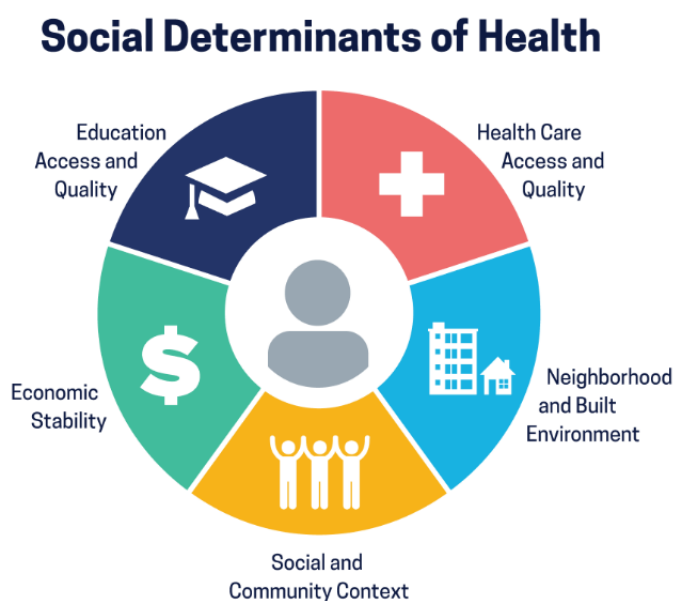 Social Determinants of Health
Education
Access and
Quality
Health Care
Access and
Quality
Economic
Stability
$
Neighborhood
and Built
Environment
Social and
Community Context